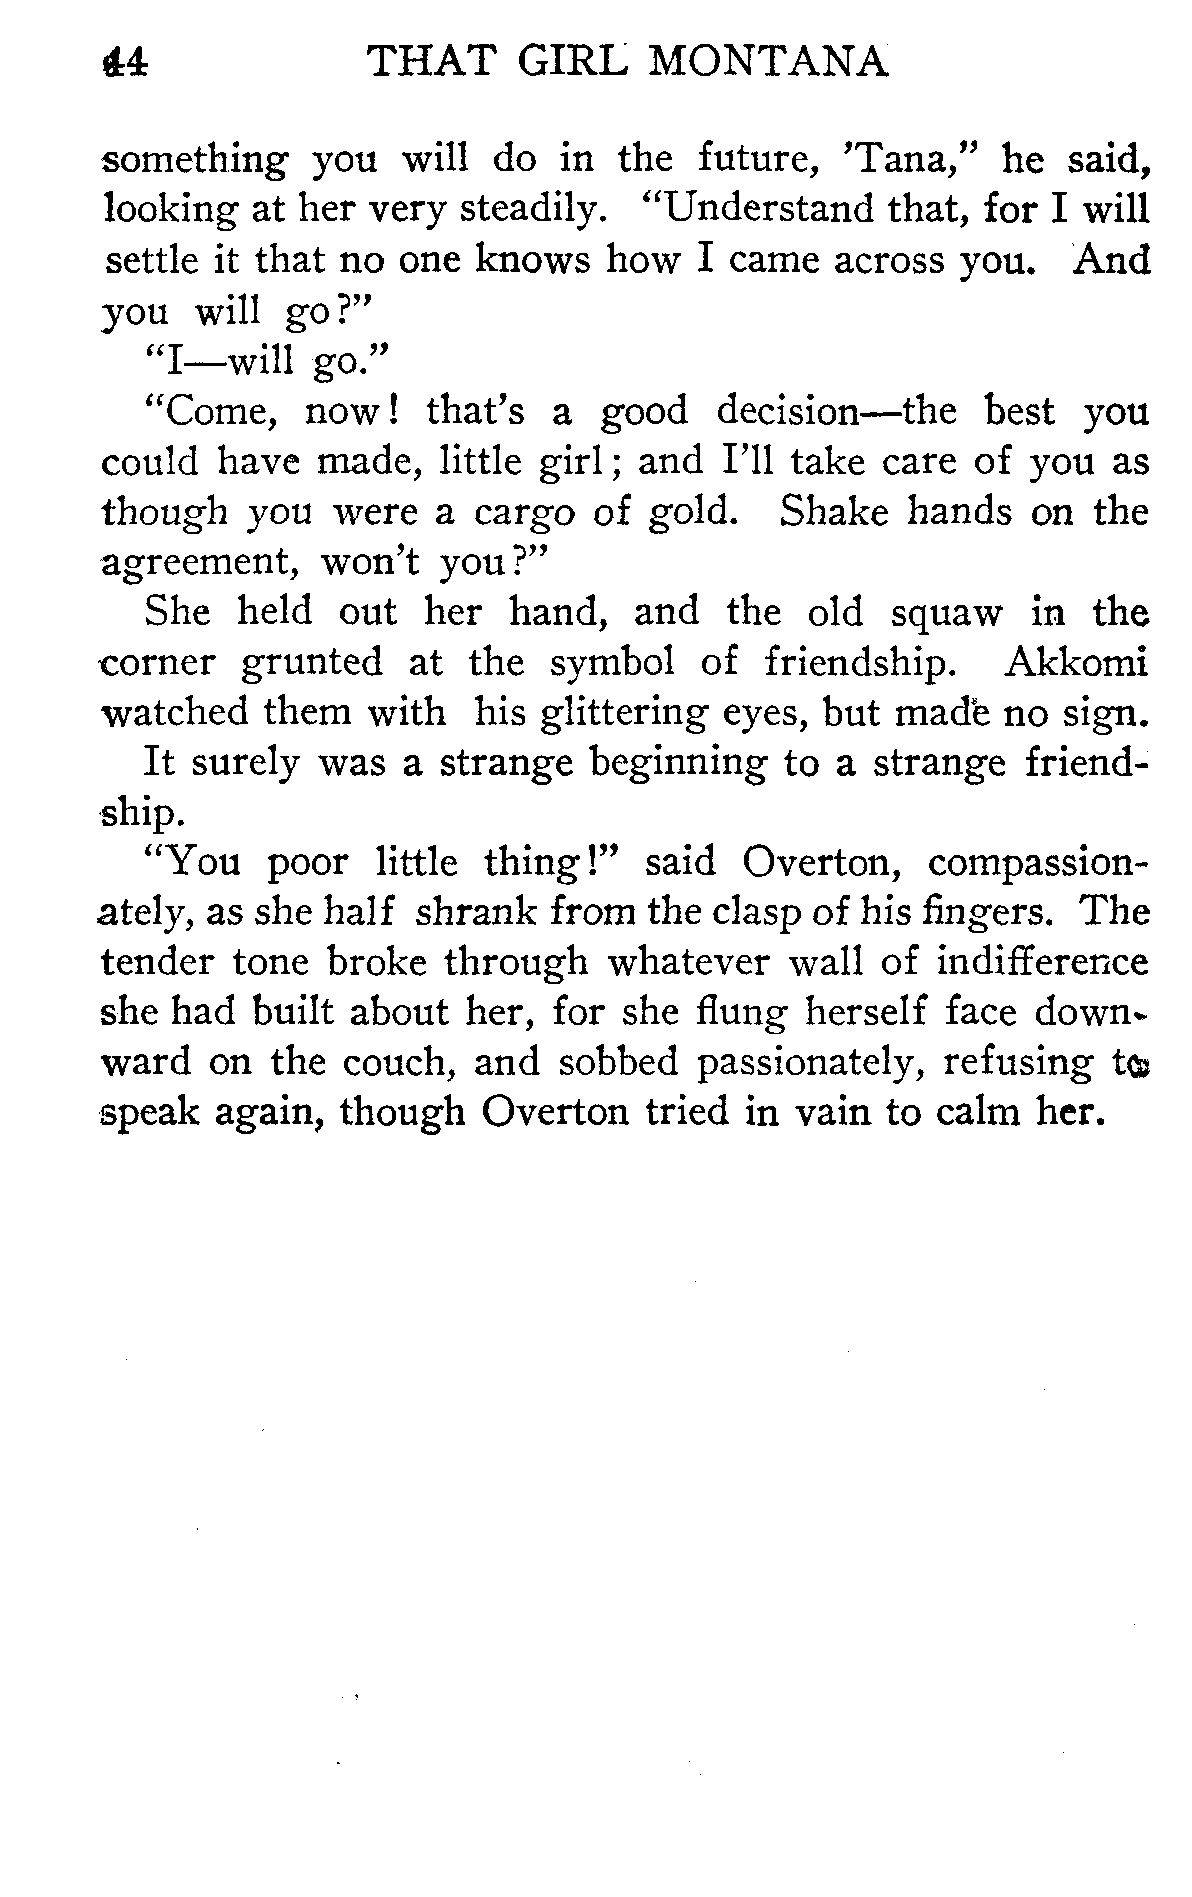 44 THAT GIRL MONTANA
something you will do in the future, 'Tana," he said,
looking at her very steadily. "Understand that, for I will
settle it that no one knows how I came across you. And
you will go?"
"I—will go."
"Come, now! that's a good decision—the best you
could have made, little girl; and I'll take care of you as
though you were a cargo of gold. Shake hands on the
agreement, won't you?"
She held out her hand, and the old squaw in the
corner grunted at the symbol of friendship. Akkomi
watched them with his glittering eyes, but made no sign.
It surely was a strange beginning to a strange friend-
ship.
"You poor little thing!" said Overton, compassion-
ately, as she half shrank from the clasp of his fingers. The
tender tone broke through whatever wall of indifference
she had built about her, for she flung herself face down-
ward on the couch, and sobbed passionately, refusing to
speak again, though Overton tried in vain to calm her.